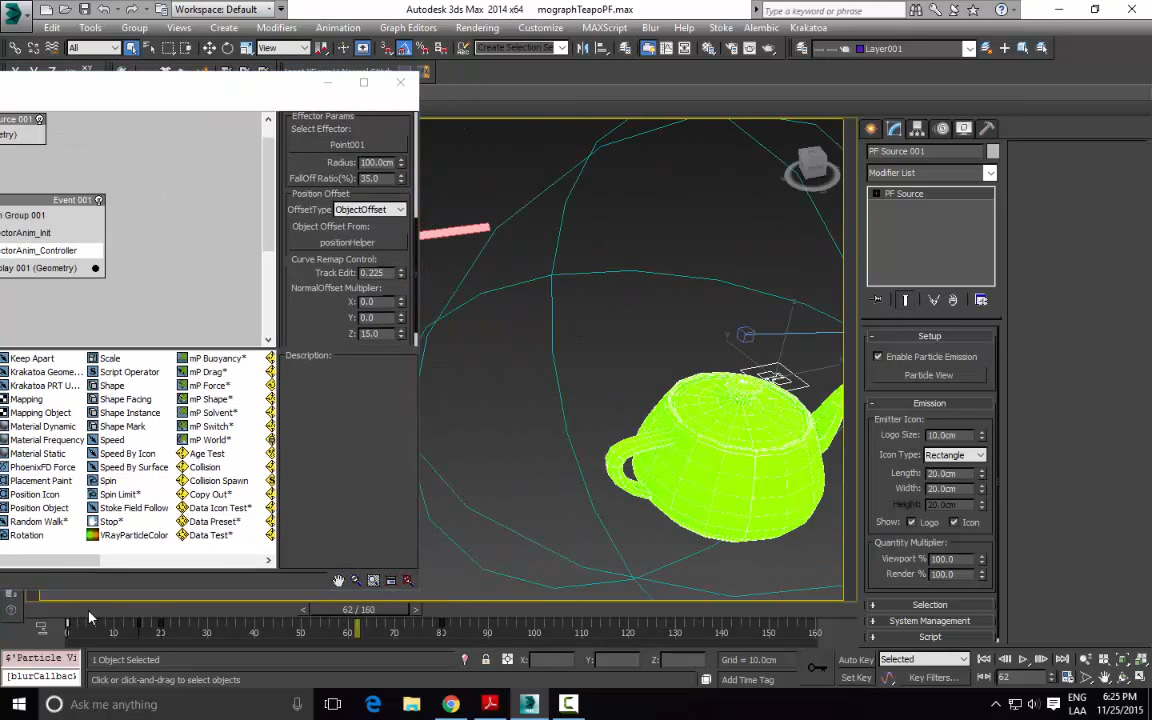 Autodesk 3ds Max 2014 x64 mographTeapoPF.max
Workspace: Default
Type a keyword or phrase
Edit Tools Group Views Create Modifiers Animation Graph Editors Rendering Customize MAXScript Blur Help Stoke Alembic Krakatoa
All View Create Selection Se Layer001
ource 001
etry)
Event 001
n Group 001
ectorAnim_Init
ectorAnim_Controller
play 001 (Geometry)
Effector Params
Select Effector:
Point001
Radius: 100.0cm
FallOff Ratio(%): 35.0
Position Offset
OffsetType ObjectOffset
Object Offset From:
positionHelper
Curve Remap Control:
Track Edit: 0.225
NormalOffset Multiplier:
X: 0.0
Y: 0.0
Z: 15.0
Description:
Keep Apart Scale mP Buoyancy*
Krakatoa Geome... Script Operator mP Drag*
Krakatoa PRT U... Shape mP Force*
Mapping Shape Facing mP Shape*
Mapping Object Shape Instance mP Solvent*
Material Dynamic Shape Mark mP Switch*
Material Frequency Speed mP World*
Material Static Speed By Icon Age Test
PhoenixFD Force Speed By Surface Collision
Placement Paint Spin Collision Spawn
Position Icon Spin Limit* Copy Out*
Position Object Stoke Field Follow Data Icon Test*
Random Walk* Stop* Data Preset*
Rotation VRayParticleColor Data Test*
PF Source 001
Modifier List
PF Source
Setup
Enable Particle Emission
Particle View
Emission
Emitter Icon:
Logo Size: 10.0cm
Icon Type: Rectangle
Length: 20.0cm
Width: 20.0cm
Height: 20.0cm
Show: Logo Icon
Quantity Multiplier:
Viewport % 100.0
Render % 100.0
Selection
System Management
Script
62 / 160
0 10 20 30 40 50 60 70 80 90 100 110 120 130 140 150 160
$'Particle Vi 1 Object Selected X: Y: Z: Grid = 10.0cm Auto Key Selected
[blurCallback Click or click-and-drag to select objects Add Time Tag Set Key Key Filters... 62
Ask me anything
ENG 6:25 PM
LAA 11/25/2015